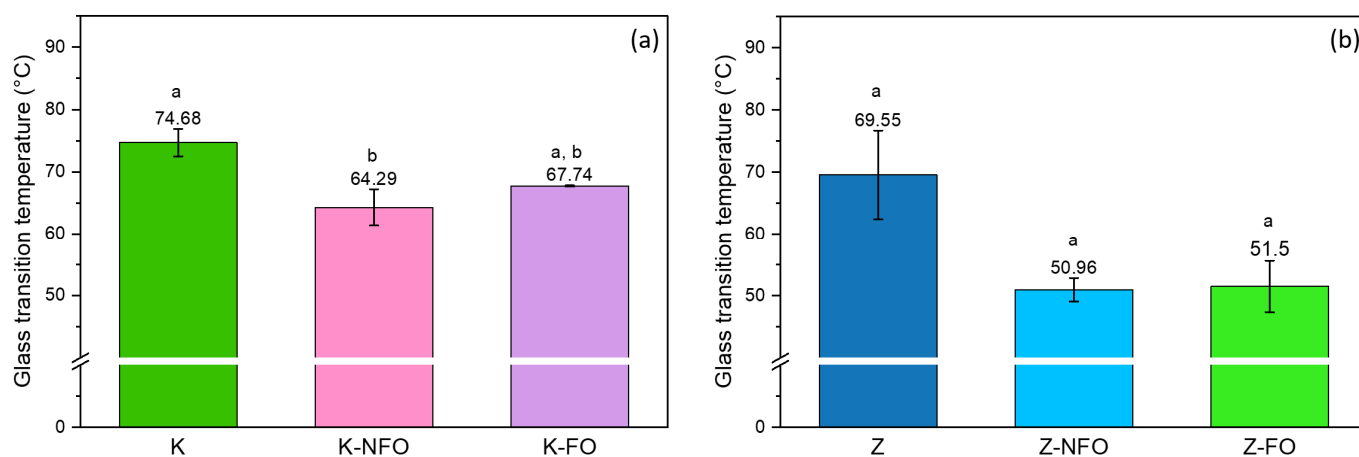 (a)
Glass transition temperature (°C)
90
80
70
60
50
0
a
74.68
b
64.29
a, b
67.74
K
K-NFO
K-FO
(b)
Glass transition temperature (°C)
90
80
70
60
50
0
a
69.55
a
50.96
a
51.5
Z
Z-NFO
Z-FO